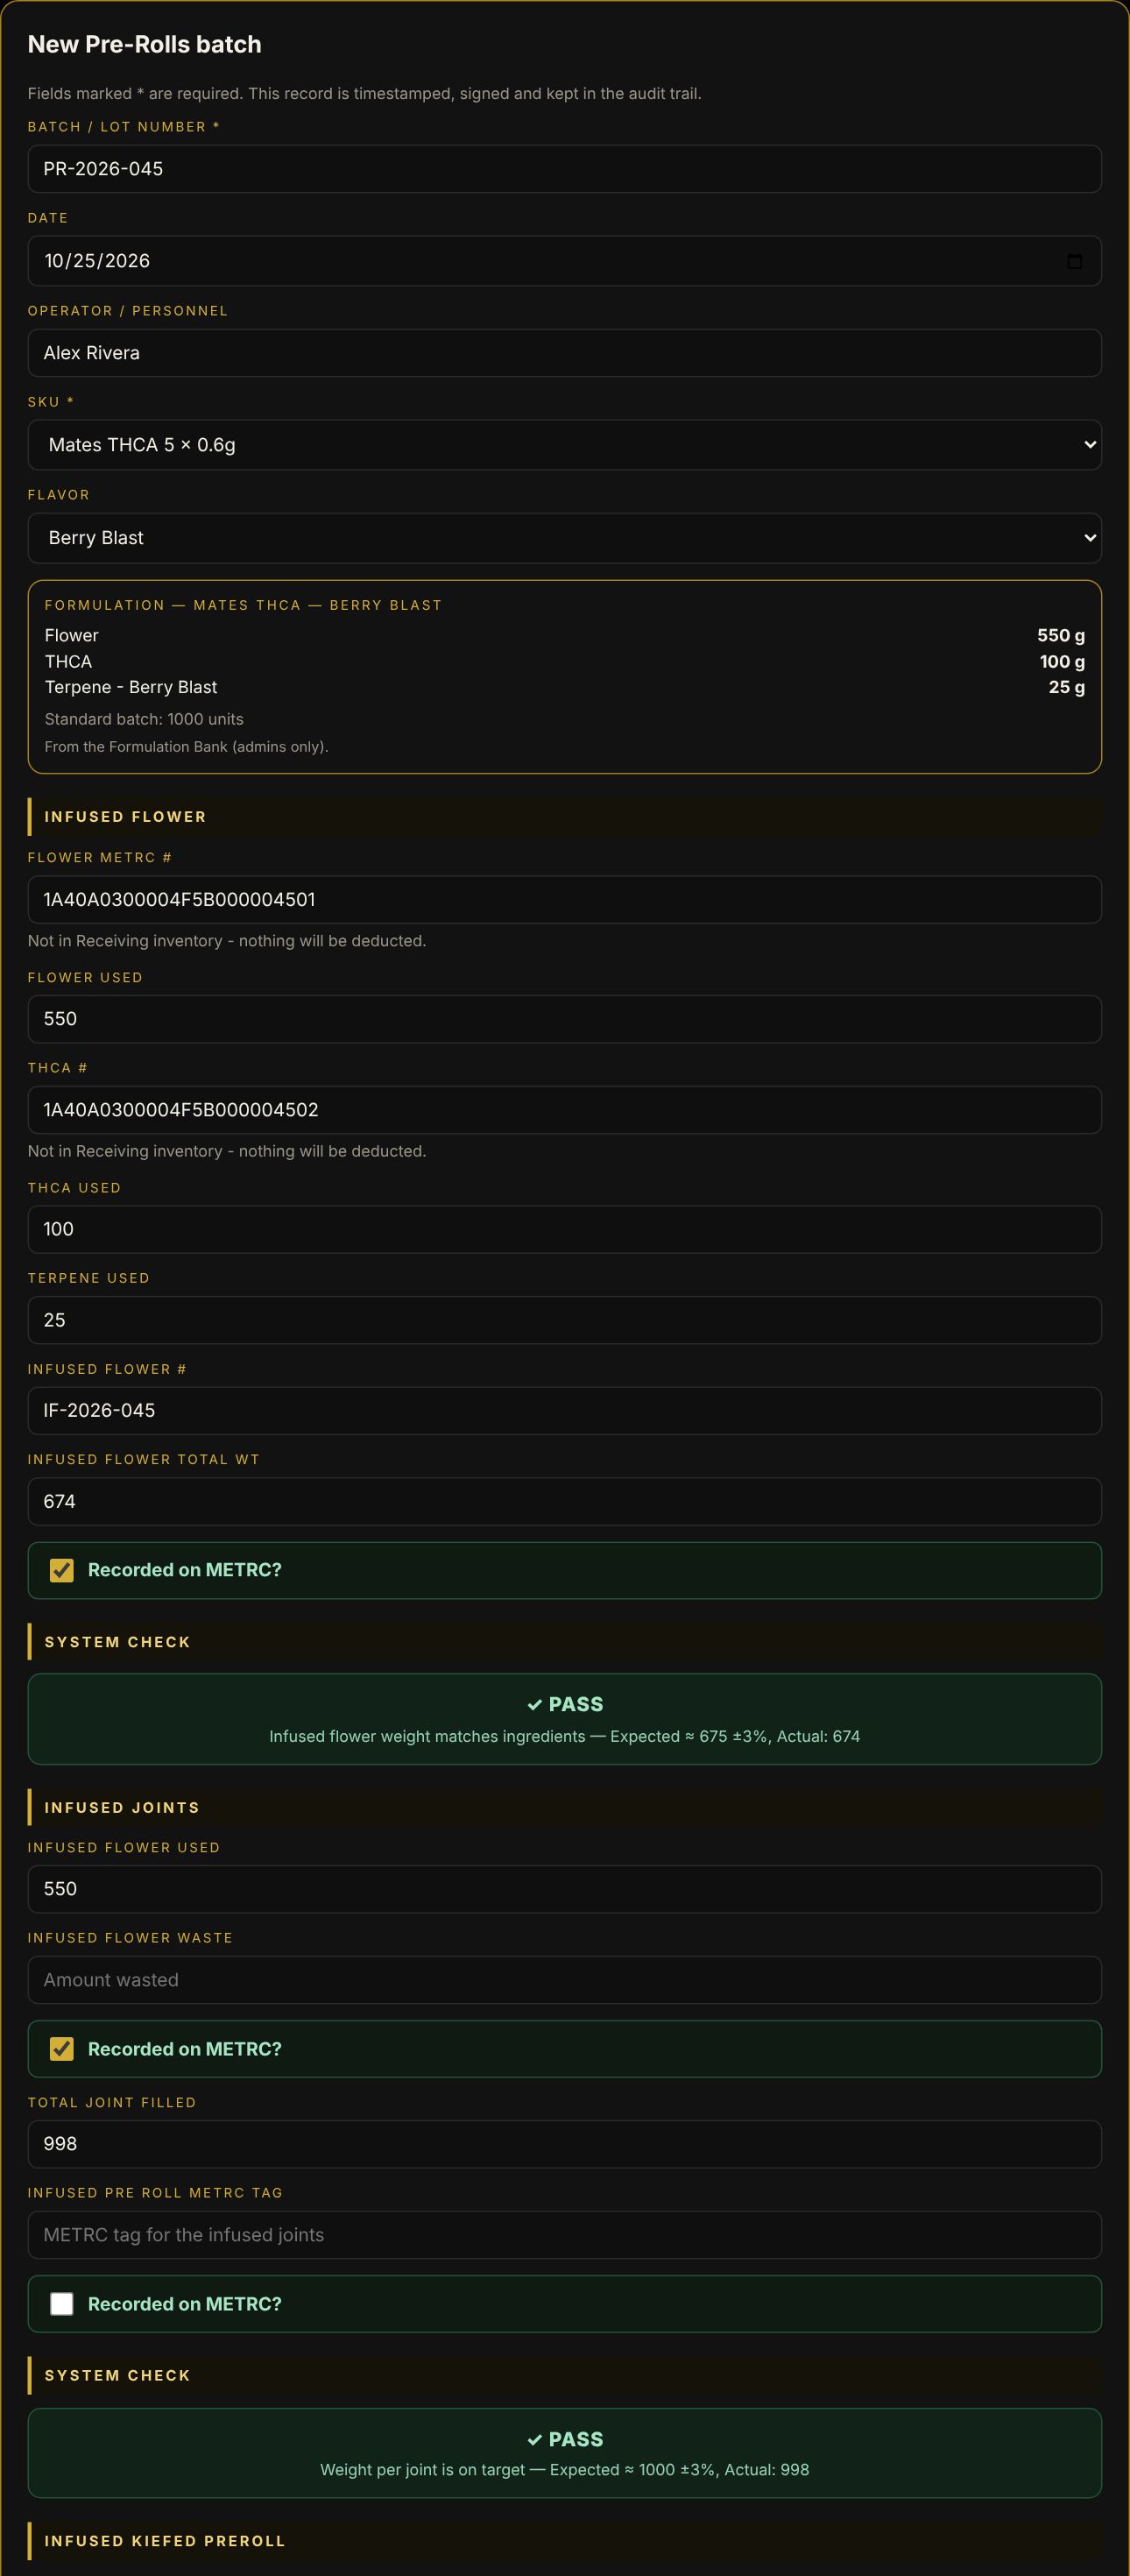 New Pre-Rolls batch
Fields marked * are required. This record is timestamped, signed and kept in the audit trail.
BATCH / LOT NUMBER *
PR-2026-045
DATE
10/25/2026
OPERATOR / PERSONNEL
Alex Rivera
SKU *
Mates THCA 5 × 0.6g
FLAVOR
Berry Blast
FORMULATION — MATES THCA — BERRY BLAST
Flower 550 g
THCA 100 g
Terpene - Berry Blast 25 g
Standard batch: 1000 units
From the Formulation Bank (admins only).
INFUSED FLOWER
FLOWER METRC #
1A40A0300004F5B000004501
Not in Receiving inventory - nothing will be deducted.
FLOWER USED
550
THCA #
1A40A0300004F5B000004502
Not in Receiving inventory - nothing will be deducted.
THCA USED
100
TERPENE USED
25
INFUSED FLOWER #
IF-2026-045
INFUSED FLOWER TOTAL WT
674
Recorded on METRC?
SYSTEM CHECK
✓ PASS
Infused flower weight matches ingredients — Expected ≈ 675 ±3%, Actual: 674
INFUSED JOINTS
INFUSED FLOWER USED
550
INFUSED FLOWER WASTE
Amount wasted
Recorded on METRC?
TOTAL JOINT FILLED
998
INFUSED PRE ROLL METRC TAG
METRC tag for the infused joints
Recorded on METRC?
SYSTEM CHECK
✓ PASS
Weight per joint is on target — Expected ≈ 1000 ±3%, Actual: 998
INFUSED KIEFED PREROLL